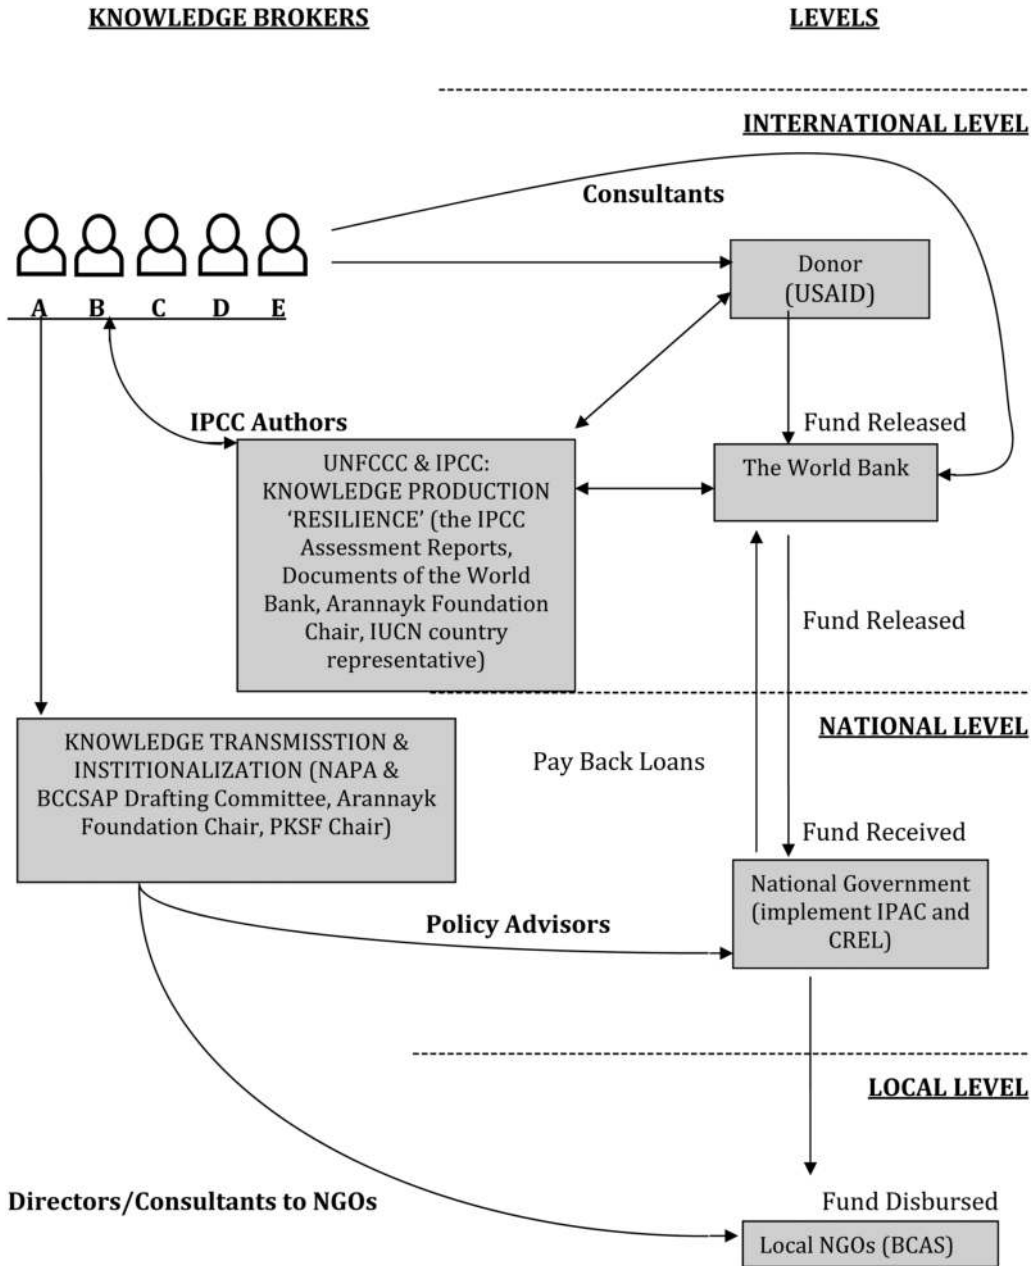 KNOWLEDGE BROKERS
LEVELS
INTERNATIONAL LEVEL
Consultants
Donor
(USAID)
A B C D E
IPCC Authors
Fund Released
UNFCCC & IPCC:
KNOWLEDGE PRODUCTION
‘RESILIENCE’ (the IPCC
Assessment Reports,
Documents of the World
Bank, Arannayk Foundation
Chair, IUCN country
representative)
The World Bank
Fund Released
NATIONAL LEVEL
KNOWLEDGE TRANSMISSTION &
INSTITIONALIZATION (NAPA &
BCCSAP Drafting Committee, Arannayk
Foundation Chair, PKSF Chair)
Pay Back Loans
Fund Received
National Government
(implement IPAC and
CREL)
Policy Advisors
LOCAL LEVEL
Directors/Consultants to NGOs
Fund Disbursed
Local NGOs (BCAS)